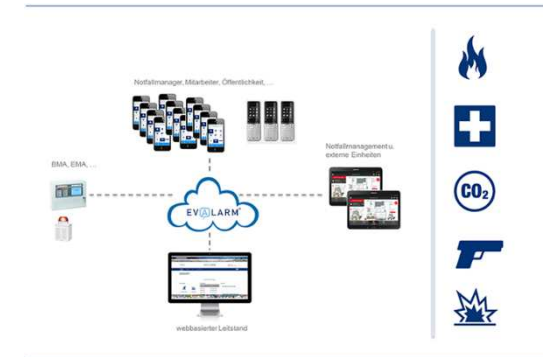 Notfallmanager, Mitarbeiter, Öffentlichkeit, ...
Notfallmanagement u.
externe Einheiten
BMA, EMA, ...
EVALARM
CO2
webbasierter Leitstand